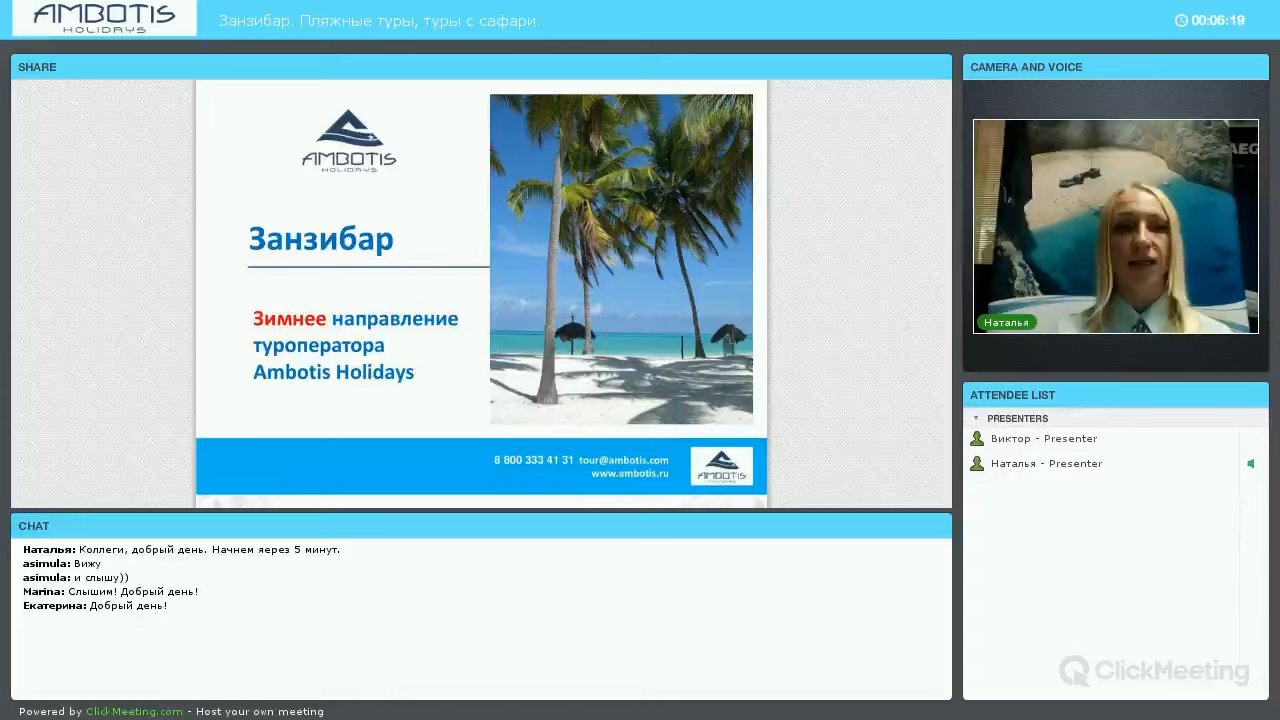 AMBOTIS
HOLIDAYS
Занзибар. Пляжные туры, туры с сафари.
00:06:19
SHARE
AMBOTIS
HOLIDAYS
Занзибар
Зимнее направление
туроператора
Ambotis Holidays
8 800 333 41 31 tour@ambotis.com
www.ambotis.ru
AMBOTIS
HOLIDAYS
CAMERA AND VOICE
AEG
Наталья
ATTENDEE LIST
PRESENTERS
Виктор - Presenter
Наталья - Presenter
CHAT
Наталья: Коллеги, добрый день. Начнем яерез 5 минут.
asimula: Вижу
asimula: и слышу))
Marina: Слышим! Добрый день!
Екатерина: Добрый день!
ClickMeeting
Powered by ClickMeeting.com - Host your own meeting